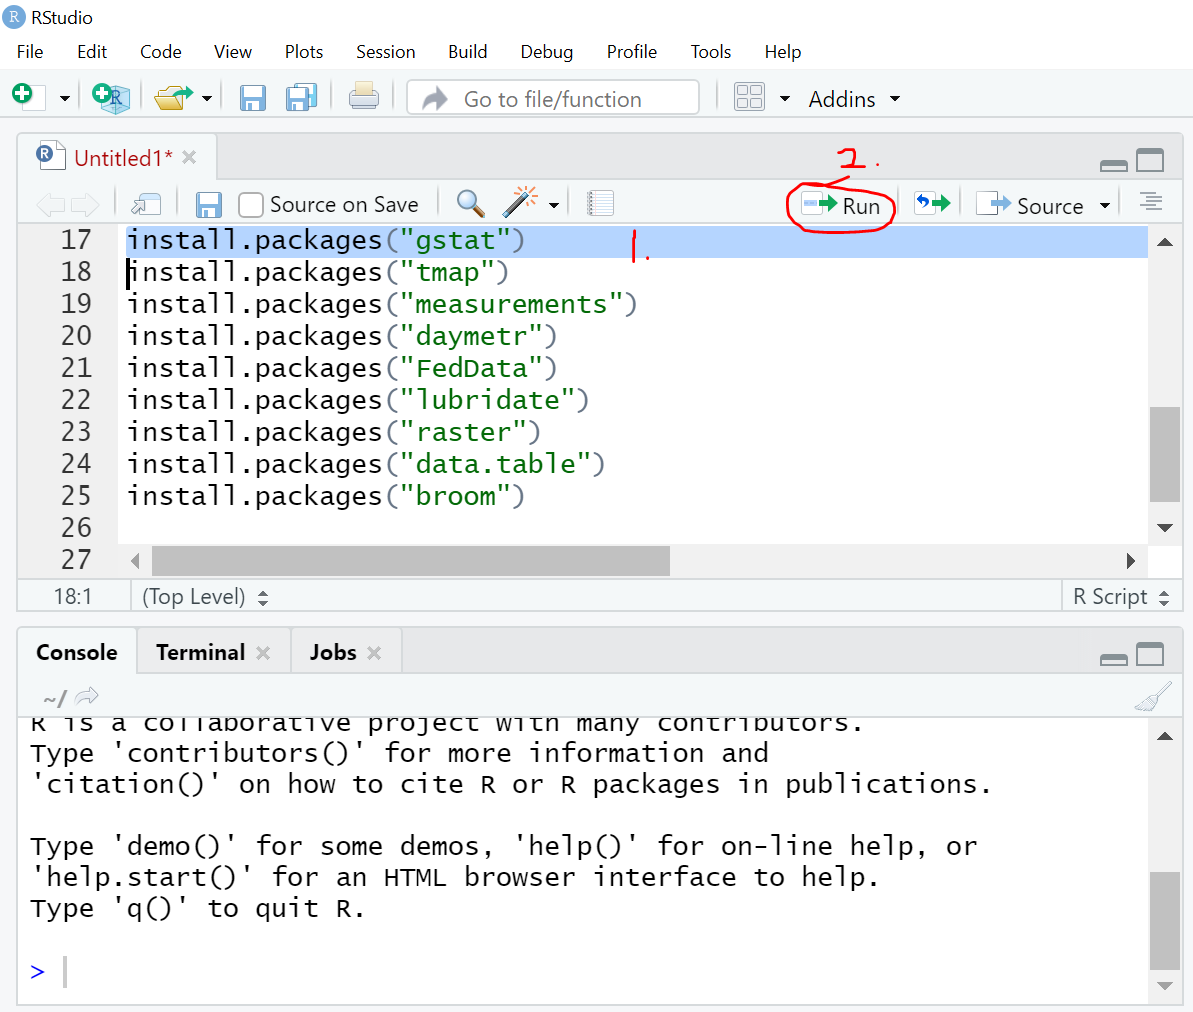 RStudio
File Edit Code View Plots Session Build Debug Profile Tools Help
Go to file/function Addins
Untitled1*
Source on Save Run Source
2.
1.
17 install.packages("gstat")
18 install.packages("tmap")
19 install.packages("measurements")
20 install.packages("daymetr")
21 install.packages("FedData")
22 install.packages("lubridate")
23 install.packages("raster")
24 install.packages("data.table")
25 install.packages("broom")
26
27
18:1 (Top Level) R Script
Console Terminal Jobs
~/
R is a collaborative project with many contributors.
Type 'contributors()' for more information and
'citation()' on how to cite R or R packages in publications.
Type 'demo()' for some demos, 'help()' for on-line help, or
'help.start()' for an HTML browser interface to help.
Type 'q()' to quit R.
>